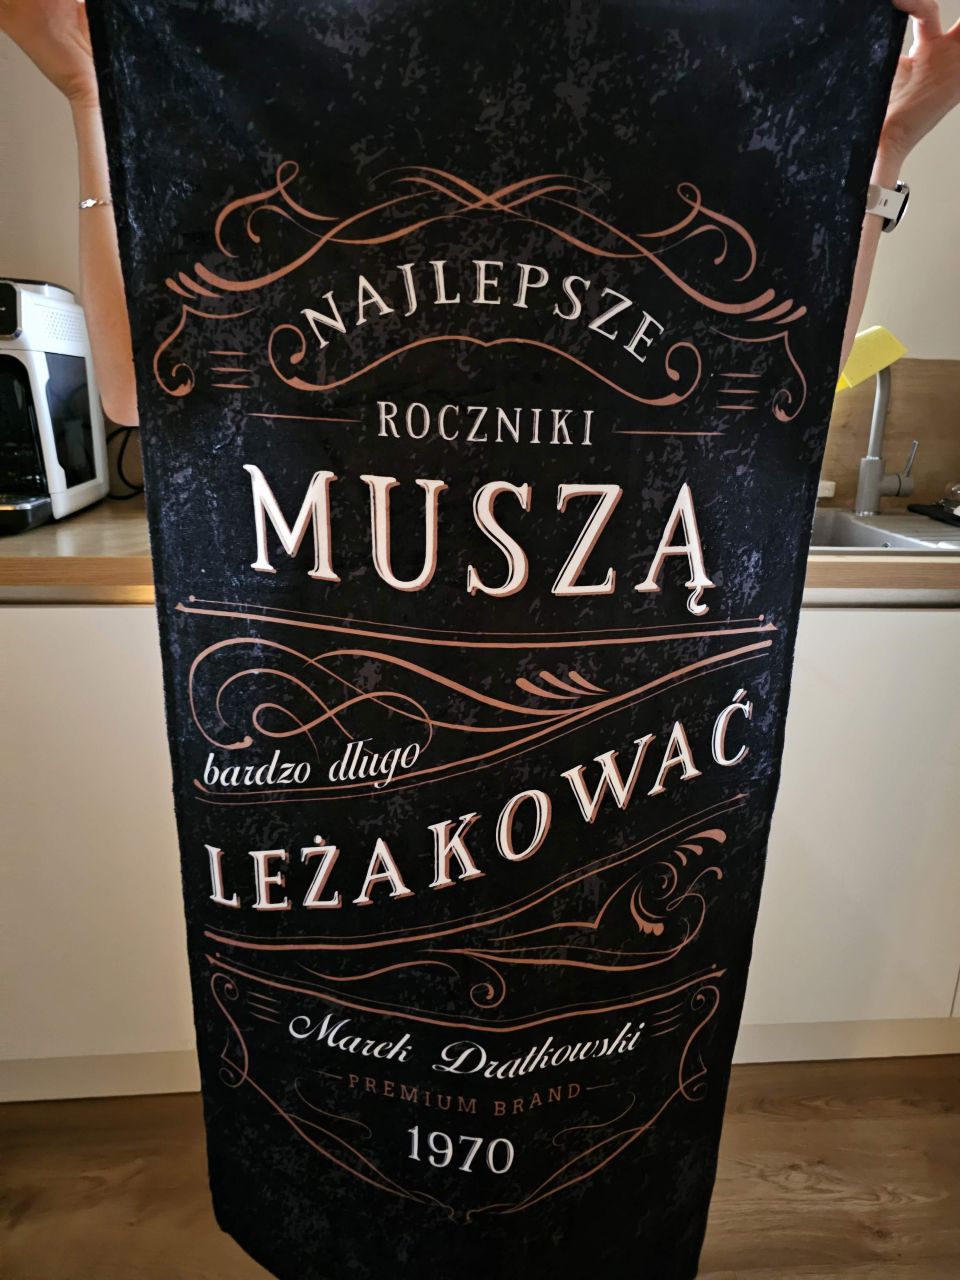 NAJLEPSZE
ROCZNIKI
MUSZĄ
bardzo długo
LEŻAKOWAĆ
Marek Dratkowski
PREMIUM BRAND
1970